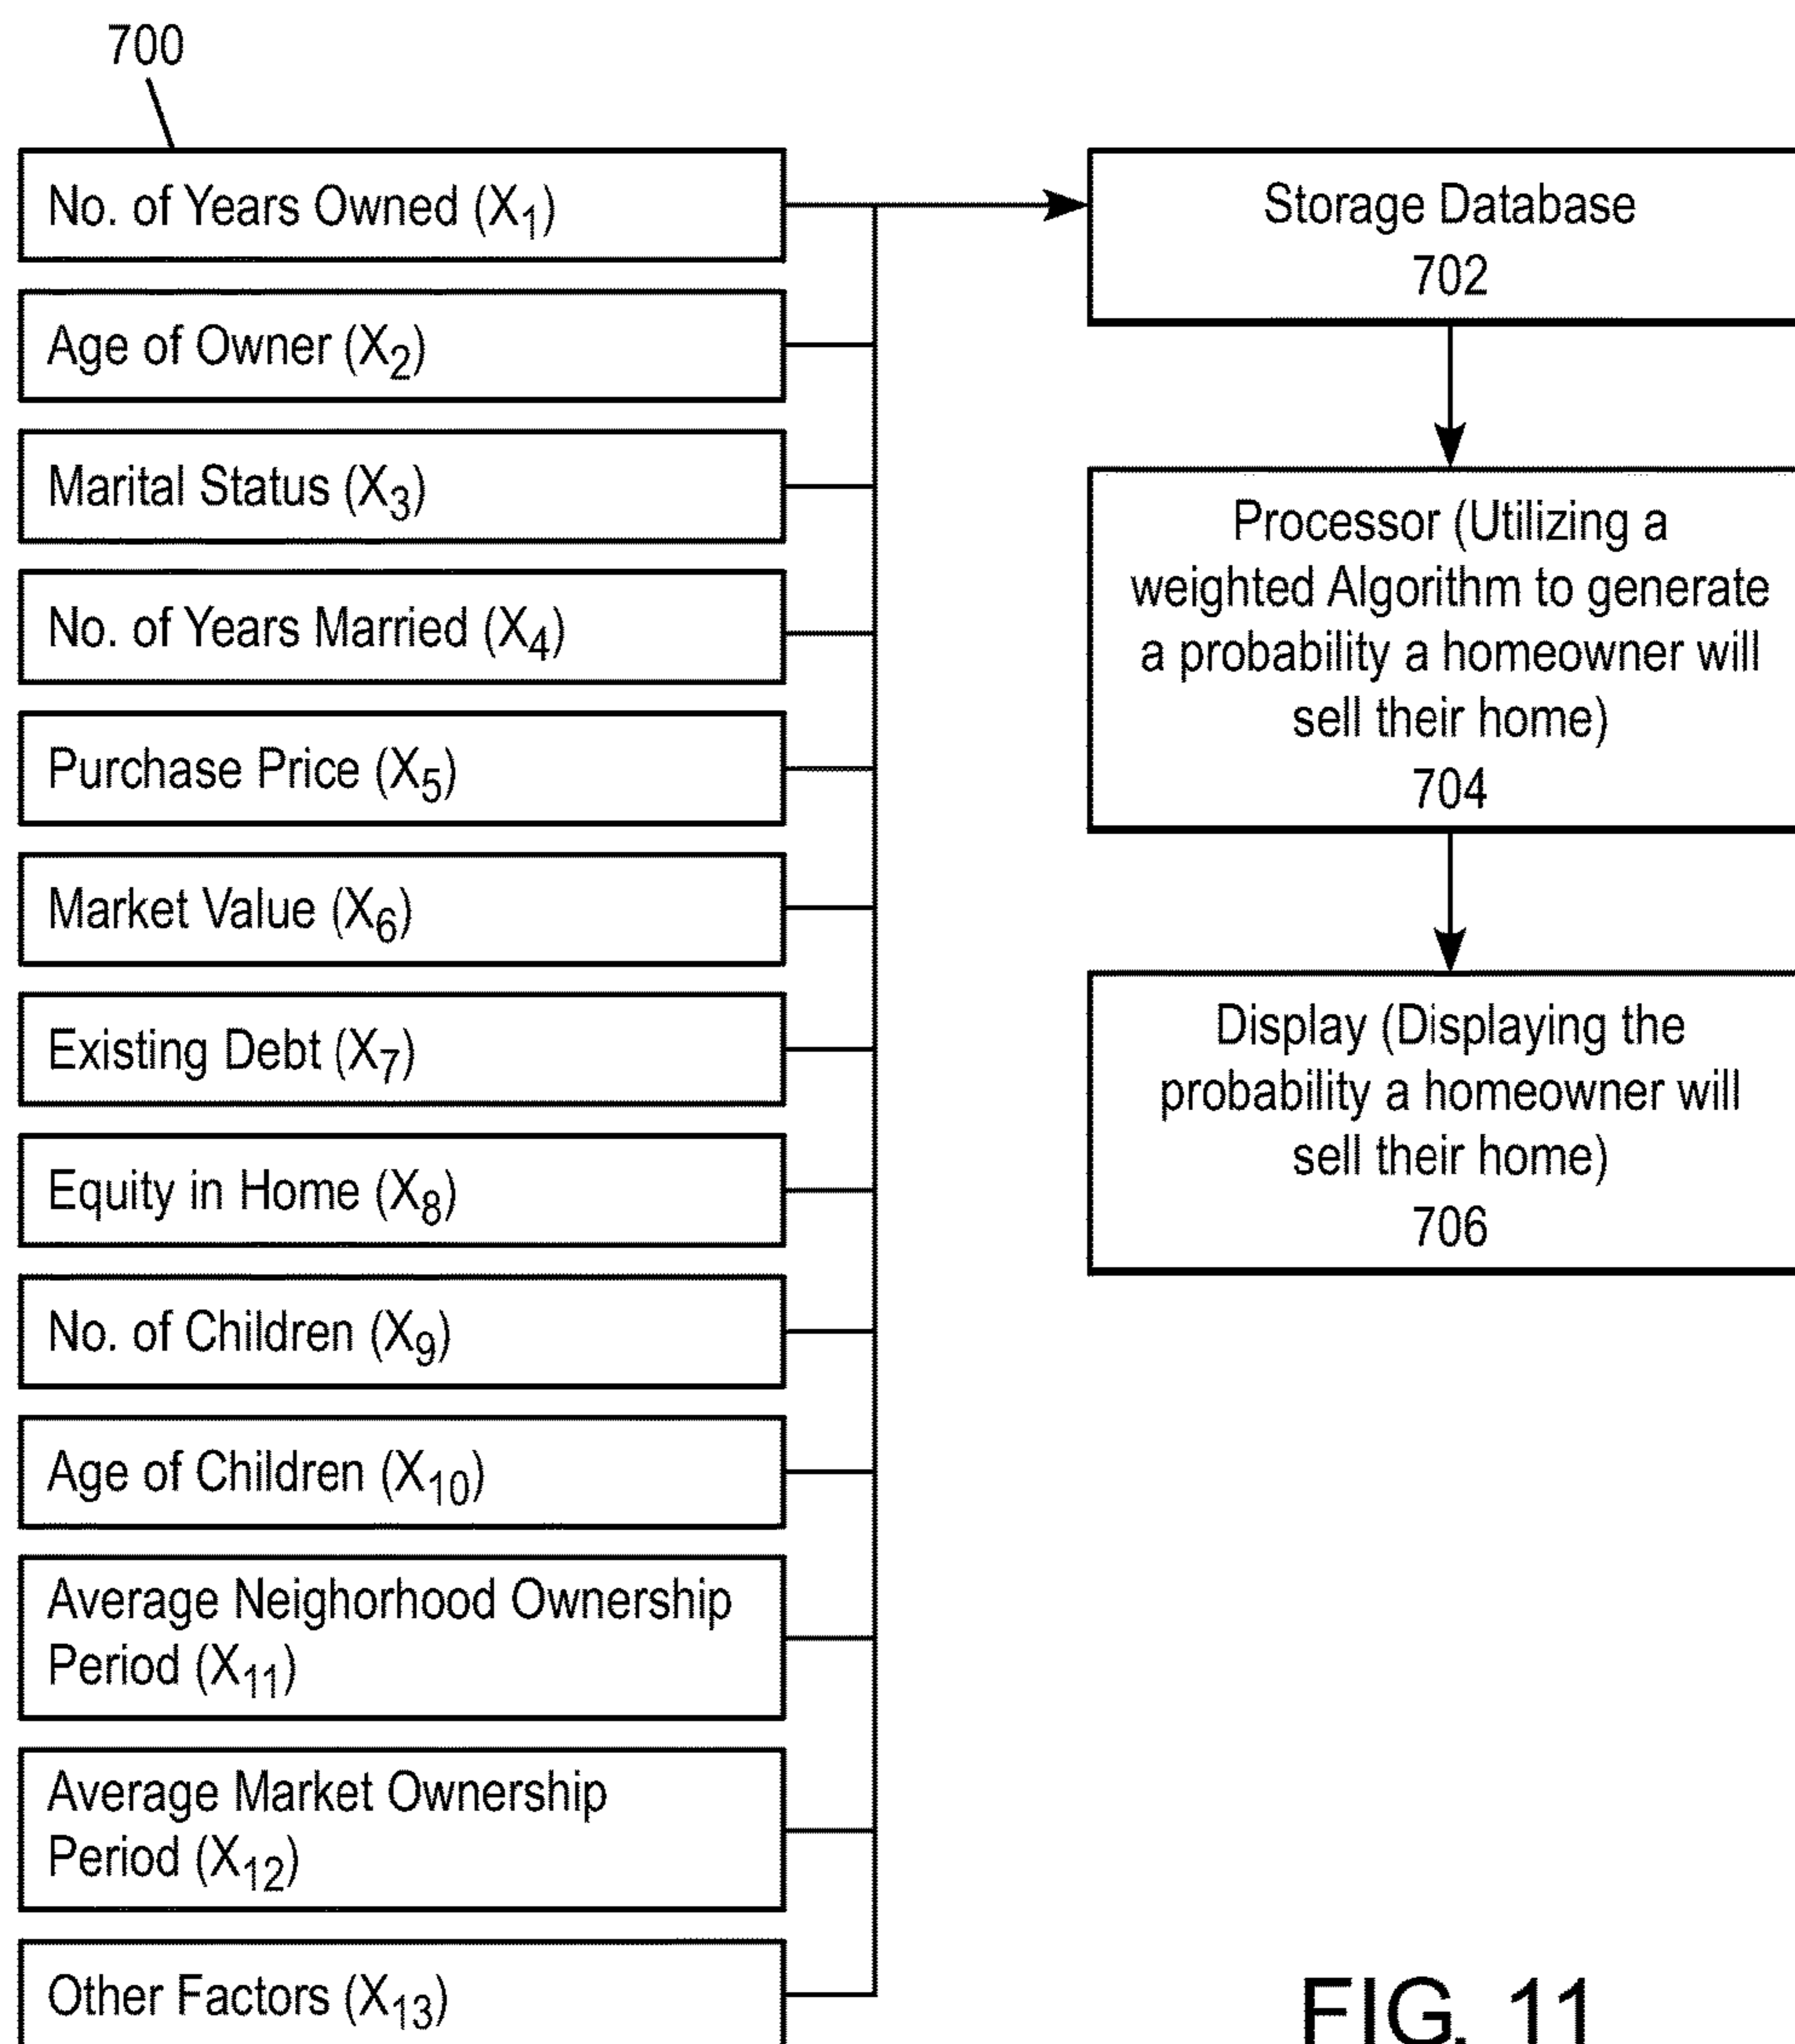 700
No. of Years Owned (X1)
Age of Owner (X2)
Marital Status (X3)
No. of Years Married (X4)
Purchase Price (X5)
Market Value (X6)
Existing Debt (X7)
Equity in Home (X8)
No. of Children (X9)
Age of Children (X10)
Average Neighorhood Ownership
Period (X11)
Average Market Ownership
Period (X12)
Other Factors (X13)
Storage Database
702
Processor (Utilizing a
weighted Algorithm to generate
a probability a homeowner will
sell their home)
704
Display (Displaying the
probability a homeowner will
sell their home)
706
FIG. 11